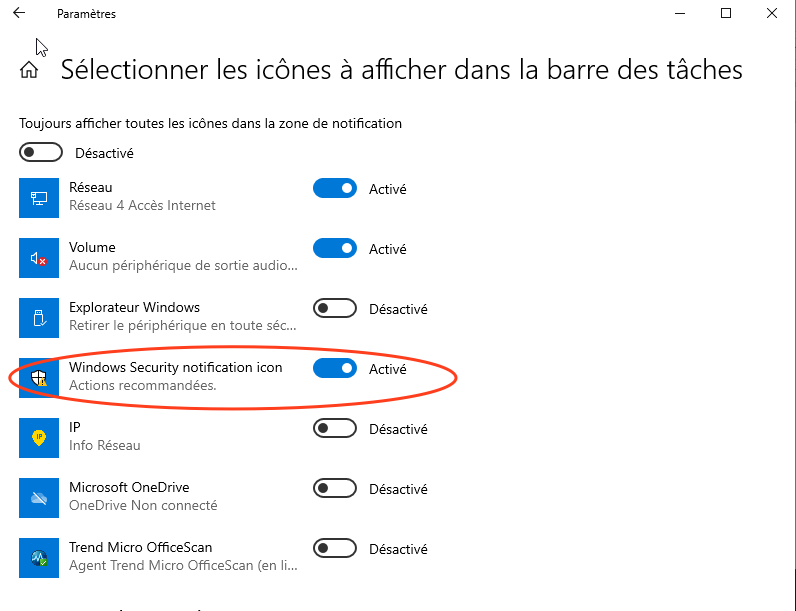 Paramètres
Sélectionner les icônes à afficher dans la barre des tâches
Toujours afficher toutes les icônes dans la zone de notification
Désactivé
Réseau
Réseau 4 Accès Internet
Activé
Volume
Aucun périphérique de sortie audio...
Activé
Explorateur Windows
Retirer le périphérique en toute séc...
Désactivé
Windows Security notification icon
Actions recommandées.
Activé
IP
IP
Info Réseau
Désactivé
Microsoft OneDrive
OneDrive Non connecté
Désactivé
Trend Micro OfficeScan
Agent Trend Micro OfficeScan (en li...
Désactivé